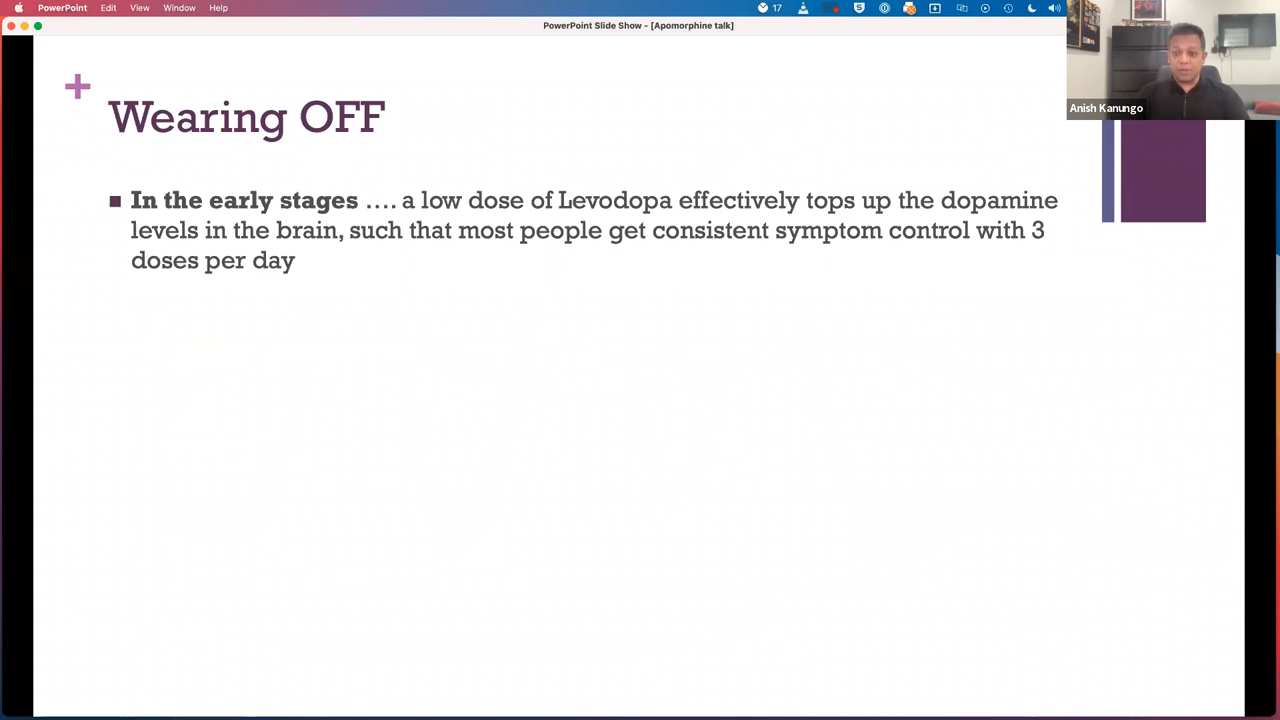 PowerPoint Edit View Window Help 17
PowerPoint Slide Show - [Apomorphine talk]
Anish Kanungo
+
Wearing OFF
In the early stages …. a low dose of Levodopa effectively tops up the dopamine
levels in the brain, such that most people get consistent symptom control with 3
doses per day